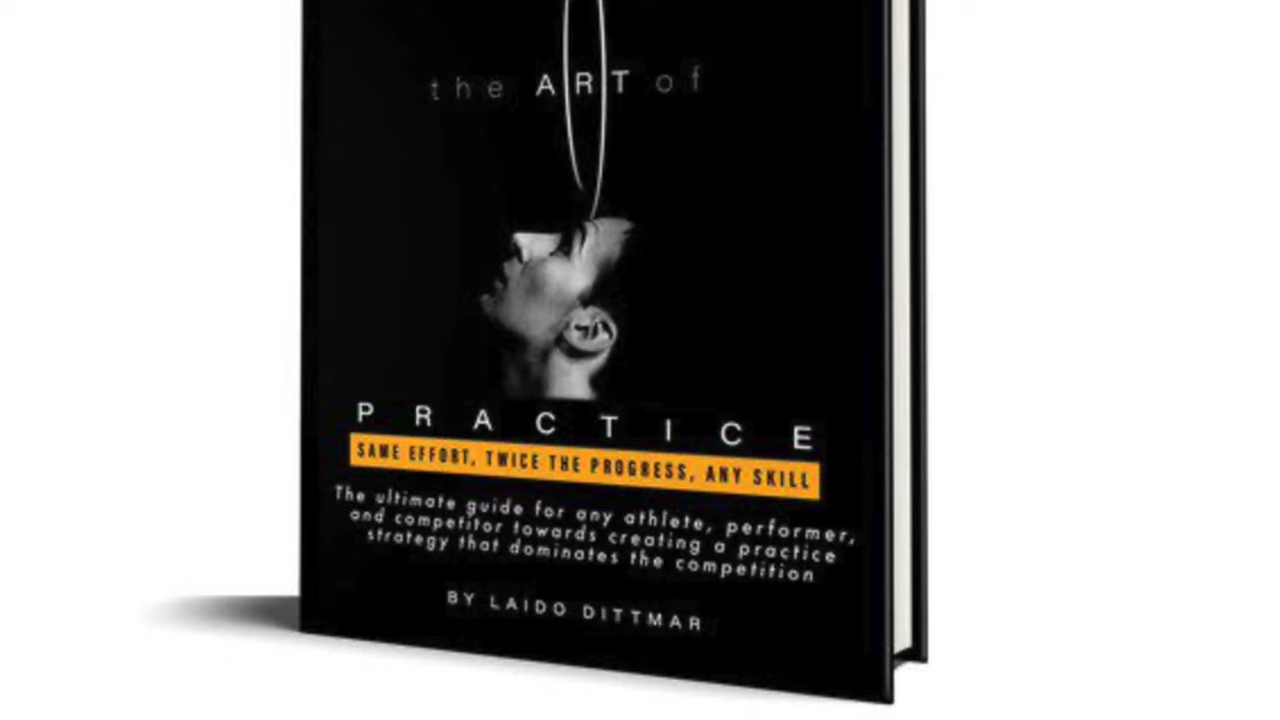 the ART of
PRACTICE
SAME EFFORT, TWICE THE PROGRESS, ANY SKILL
The ultimate guide for any athlete, performer,
and competitor towards creating a practice
strategy that dominates the competition
BY LAIDO DITTMAR